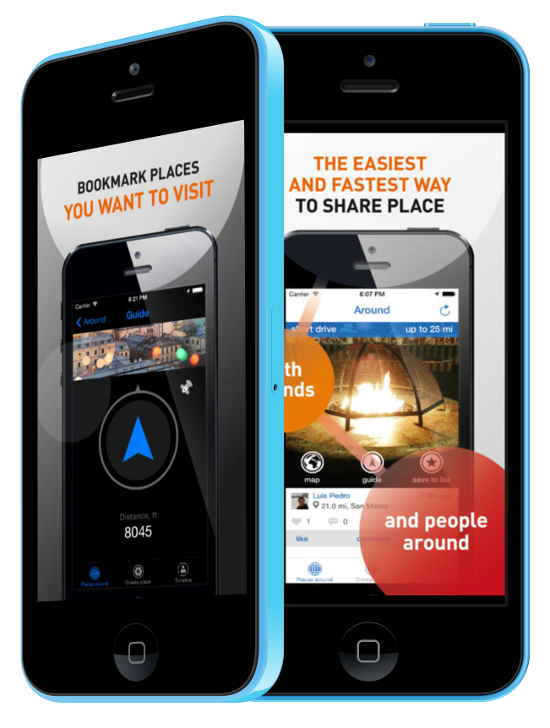 BOOKMARK PLACES
YOU WANT TO VISIT
Carrier
6:21 PM
Around
Guide
Distance, ft
8045
Places around
Create place
Timeline
THE EASIEST
AND FASTEST WAY
TO SHARE PLACE
Carrier
6:07 PM
Around
short drive
up to 25 mi
th
nds
map
guide
save to list
Luis Pedro
21.0 mi, San Mateo
1
0
and people
around
like
comment
Places around